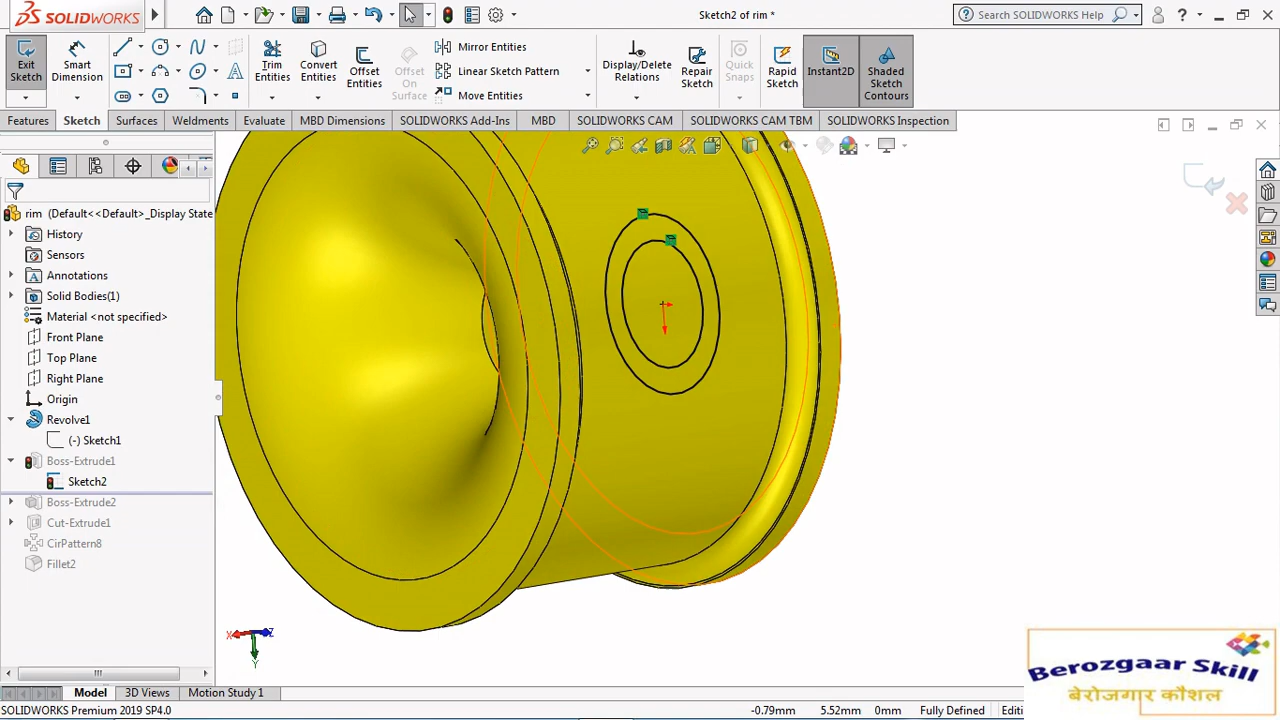 SOLIDWORKS
Sketch2 of rim *
Search SOLIDWORKS Help
Exit Sketch
Smart Dimension
Trim Entities
Convert Entities
Offset Entities
Offset On Surface
Mirror Entities
Linear Sketch Pattern
Move Entities
Display/Delete Relations
Repair Sketch
Quick Snaps
Rapid Sketch
Instant2D
Shaded Sketch Contours
Features
Sketch
Surfaces
Weldments
Evaluate
MBD Dimensions
SOLIDWORKS Add-Ins
MBD
SOLIDWORKS CAM
SOLIDWORKS CAM TBM
SOLIDWORKS Inspection
rim (Default<<Default>_Display State
History
Sensors
Annotations
Solid Bodies(1)
Material <not specified>
Front Plane
Top Plane
Right Plane
Origin
Revolve1
(-) Sketch1
Boss-Extrude1
Sketch2
Boss-Extrude2
Cut-Extrude1
CirPattern8
Fillet2
X
Z
Y
Berozgaar Skill
बेरोजगार कौशल
Model
3D Views
Motion Study 1
SOLIDWORKS Premium 2019 SP4.0
-0.79mm
5.52mm
0mm
Fully Defined
Editi